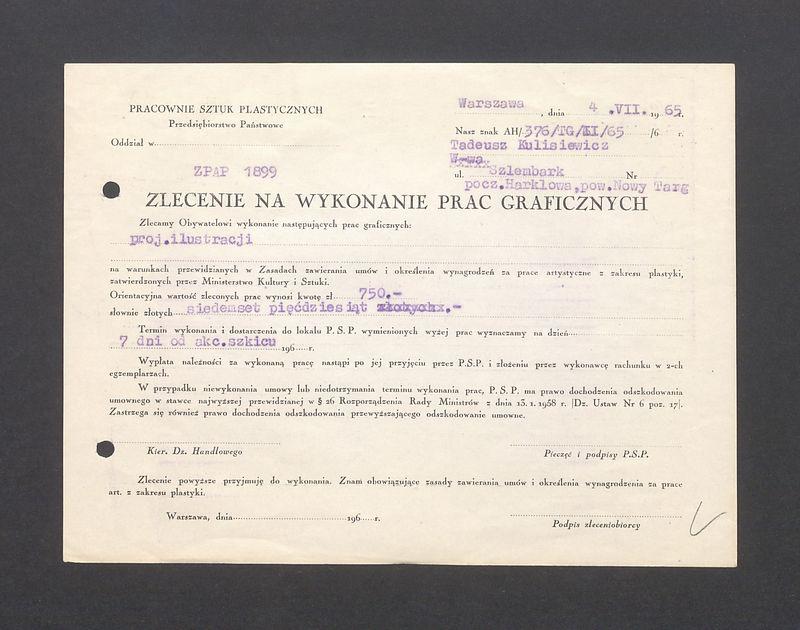 PRACOWNIE SZTUK PLASTYCZNYCH
Przedsiębiorstwo Państwowe
Oddział w
Warszawa, dnia 4 .VII. 1965r.
Nasz znak AH/-376/TG/II/65 /6 r.
Tadeusz Kulisiewicz
W-wa
ul. Szlembark Nr
pocz.Harklowa,pow.Nowy Targ
ZPAP 1899
ZLECENIE NA WYKONANIE PRAC GRAFICZNYCH
Zlecamy Obywatelowi wykonanie następujących prac graficznych:
proj.ilustracji
na warunkach przewidzianych w Zasadach zawierania umów i określenia wynagrodzeń za prace artystyczne z zakresu plastyki,
zatwierdzonych przez Ministerstwo Kultury i Sztuki.
Orientacyjna wartość zleconych prac wynosi kwotę zł 750.-
słownie złotych siedemset pięćdziesiąt złotych.-
Termin wykonania i dostarczenia do lokalu P. S. P. wymienionych wyżej prac wyznaczamy na dzień
7 dni od akc.szkicu 196 r.
Wypłata należności za wykonaną pracę nastąpi po jej przyjęciu przez P.S.P. i złożeniu przez wykonawcę rachunku w 2-ch
egzemplarzach.
W przypadku niewykonania umowy lub niedotrzymania terminu wykonania prac, P. S. P. ma prawo dochodzenia odszkodowania
umownego w stawce najwyższej przewidzianej w § 26 Rozporządzenia Rady Ministrów z dnia 13. 1. 1958 r. |Dz. Ustaw Nr 6 poz. 17|.
Zastrzega się również prawo dochodzenia odszkodowania przewyższającego odszkodowanie umowne.
Kier. Dz. Handlowego
Pieczęć i podpisy P.S.P.
Zlecenie powyższe przyjmuję do wykonania. Znam obowiązujące zasady zawierania umów i określenia wynagrodzenia za prace
art. z zakresu plastyki.
Warszawa, dnia 196 r.
Podpis zleceniobiorcy